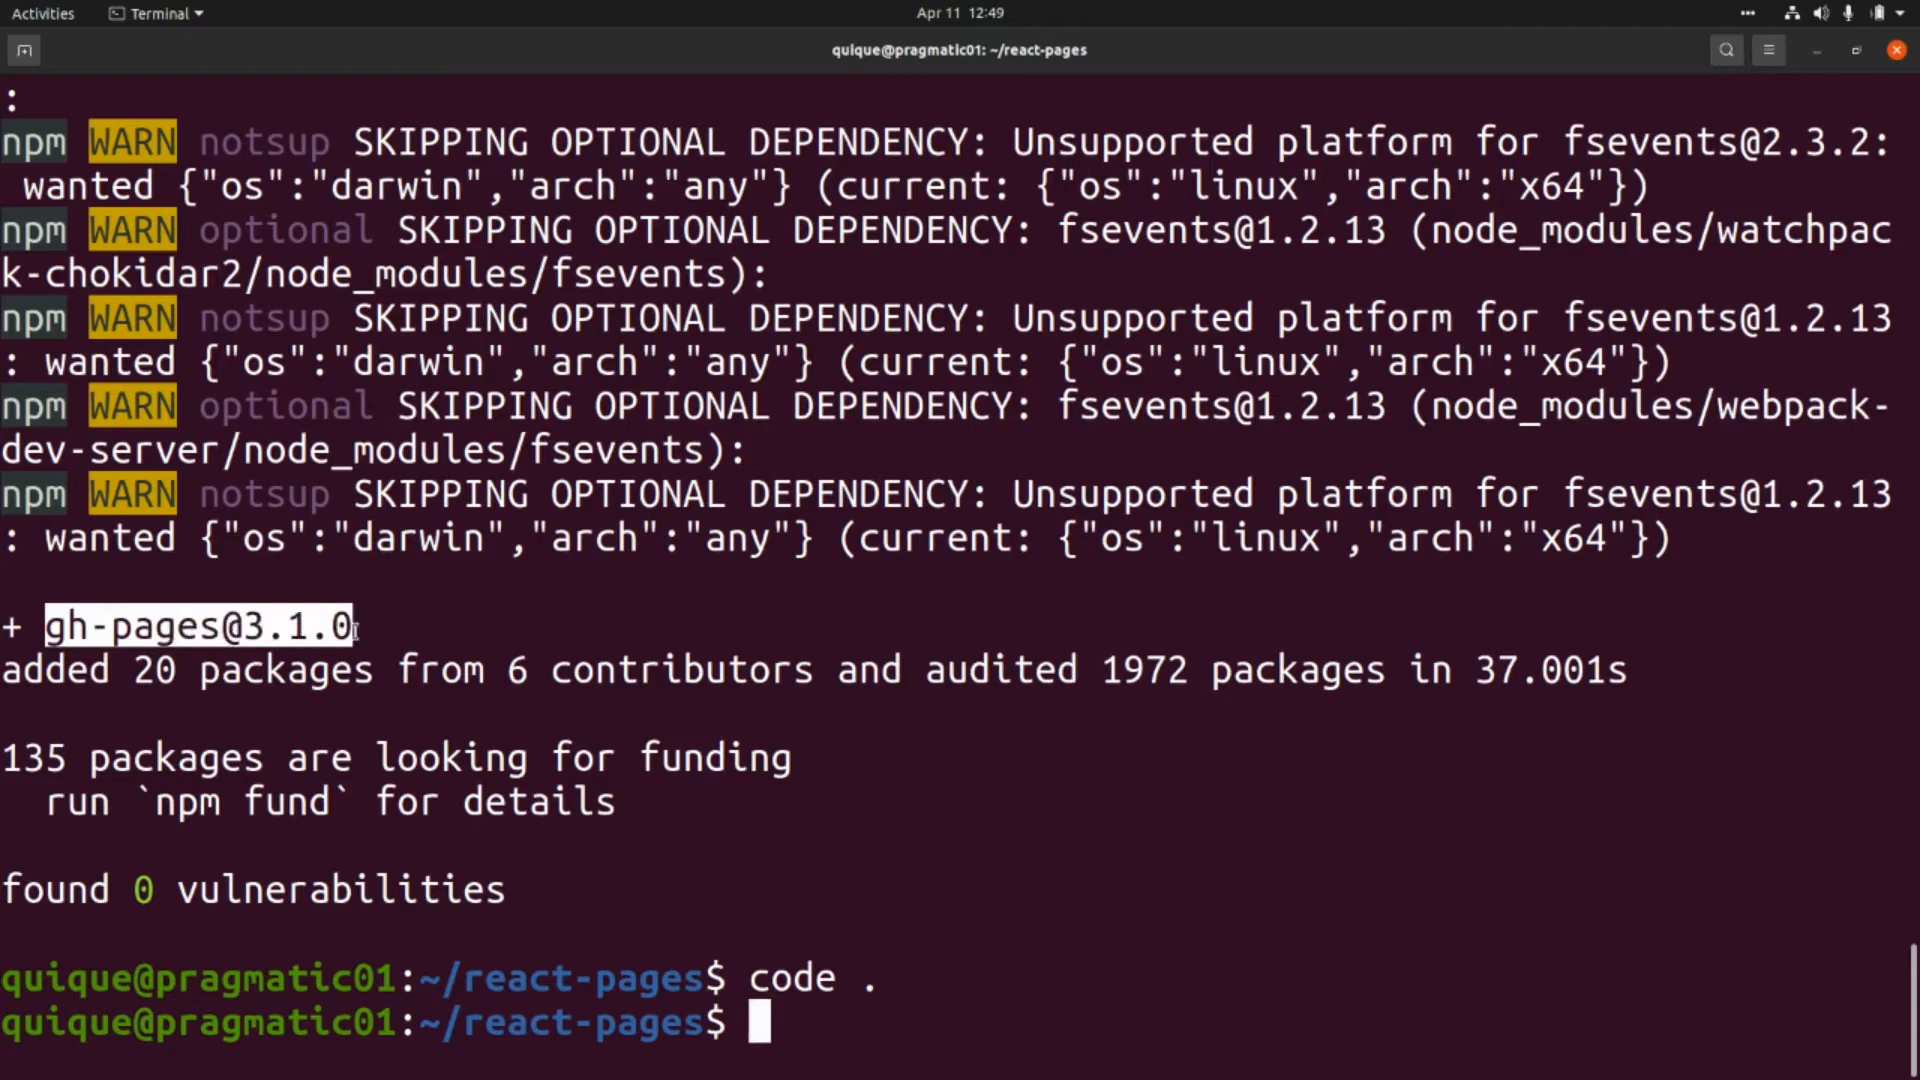 Activities
Terminal
Apr 11 12:49
quique@pragmatic01: ~/react-pages
:
npm WARN notsup SKIPPING OPTIONAL DEPENDENCY: Unsupported platform for fsevents@2.3.2:
 wanted {"os":"darwin","arch":"any"} (current: {"os":"linux","arch":"x64"})
npm WARN optional SKIPPING OPTIONAL DEPENDENCY: fsevents@1.2.13 (node_modules/watchpac
k-chokidar2/node_modules/fsevents):
npm WARN notsup SKIPPING OPTIONAL DEPENDENCY: Unsupported platform for fsevents@1.2.13
: wanted {"os":"darwin","arch":"any"} (current: {"os":"linux","arch":"x64"})
npm WARN optional SKIPPING OPTIONAL DEPENDENCY: fsevents@1.2.13 (node_modules/webpack-
dev-server/node_modules/fsevents):
npm WARN notsup SKIPPING OPTIONAL DEPENDENCY: Unsupported platform for fsevents@1.2.13
: wanted {"os":"darwin","arch":"any"} (current: {"os":"linux","arch":"x64"})
+ gh-pages@3.1.0
added 20 packages from 6 contributors and audited 1972 packages in 37.001s
135 packages are looking for funding
  run `npm fund` for details
found 0 vulnerabilities
quique@pragmatic01:~/react-pages$ code .
quique@pragmatic01:~/react-pages$